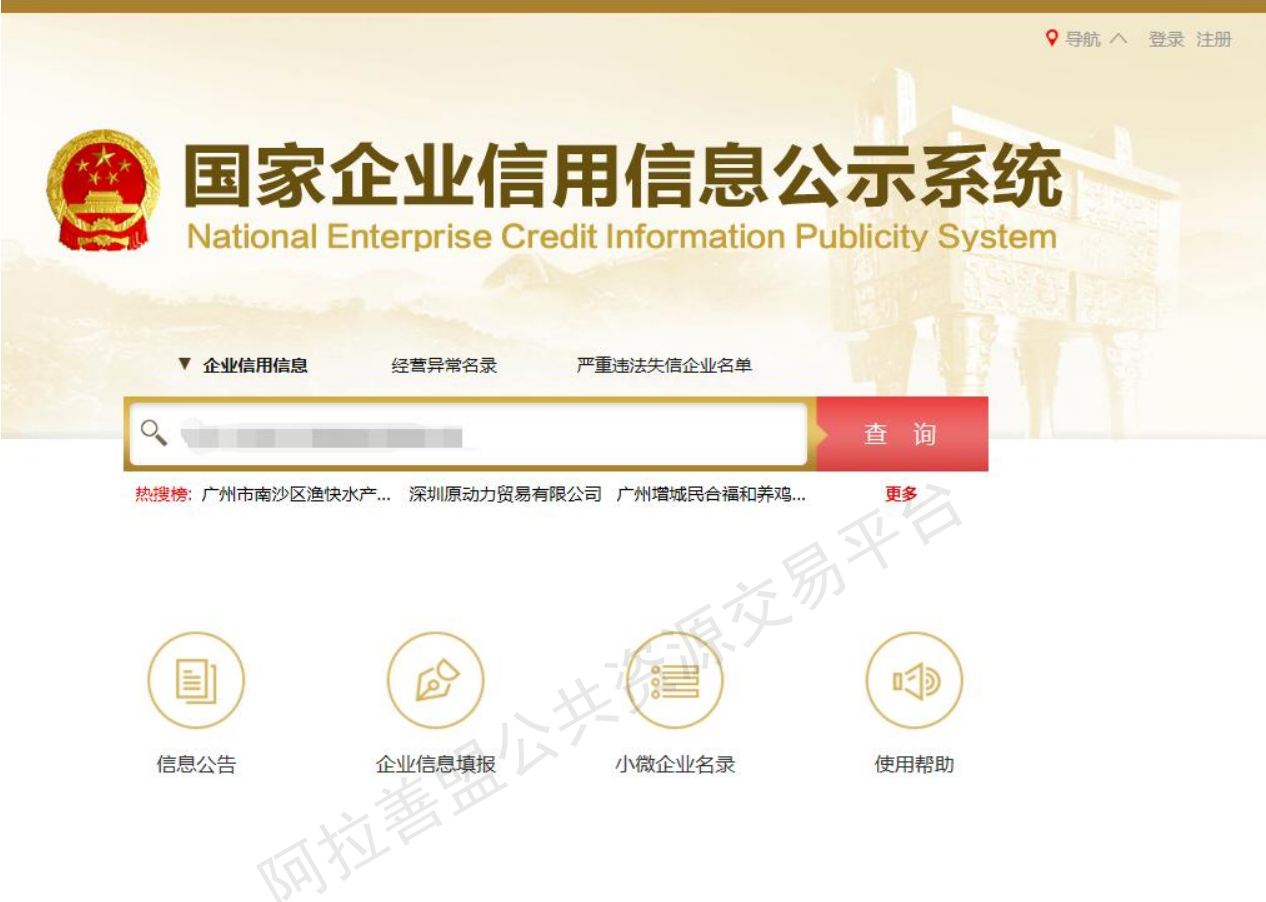 导航 登录 注册
国家企业信用信息公示系统
National Enterprise Credit Information Publicity System
企业信用信息 经营异常名录 严重违法失信企业名单
查 询
热搜榜: 广州市南沙区渔快水产... 深圳原动力贸易有限公司 广州增城民合福和养鸡... 更多
信息公告 企业信息填报 小微企业名录 使用帮助
阿拉善盟公共资源交易平台